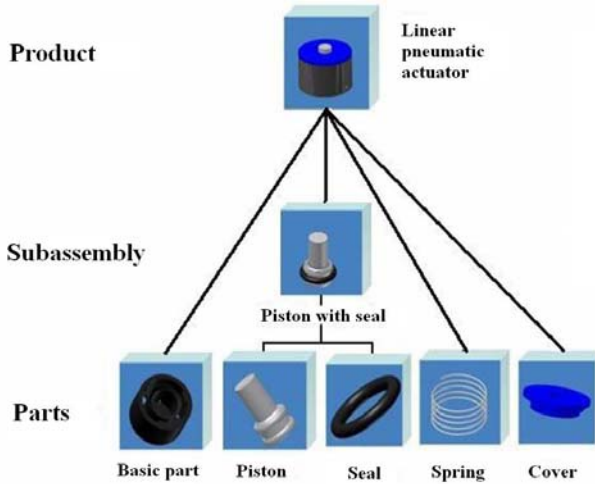 Product
Linear
pneumatic
actuator
Subassembly
Piston with seal
Parts
Basic part
Piston
Seal
Spring
Cover